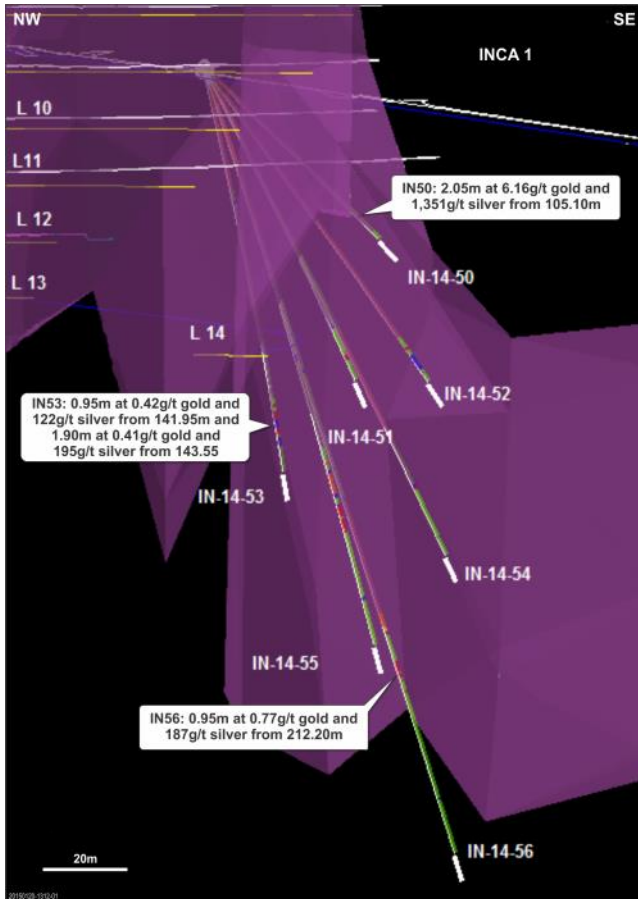 NW
SE
INCA 1
L 10
L11
IN50: 2.05m at 6.16g/t gold and
1,351g/t silver from 105.10m
L 12
IN-14-50
L 13
L 14
IN-14-52
IN53: 0.95m at 0.42g/t gold and
122g/t silver from 141.95m and
1.90m at 0.41g/t gold and
195g/t silver from 143.55
IN-14-51
IN-14-53
IN-14-54
IN-14-55
IN56: 0.95m at 0.77g/t gold and
187g/t silver from 212.20m
IN-14-56
20m